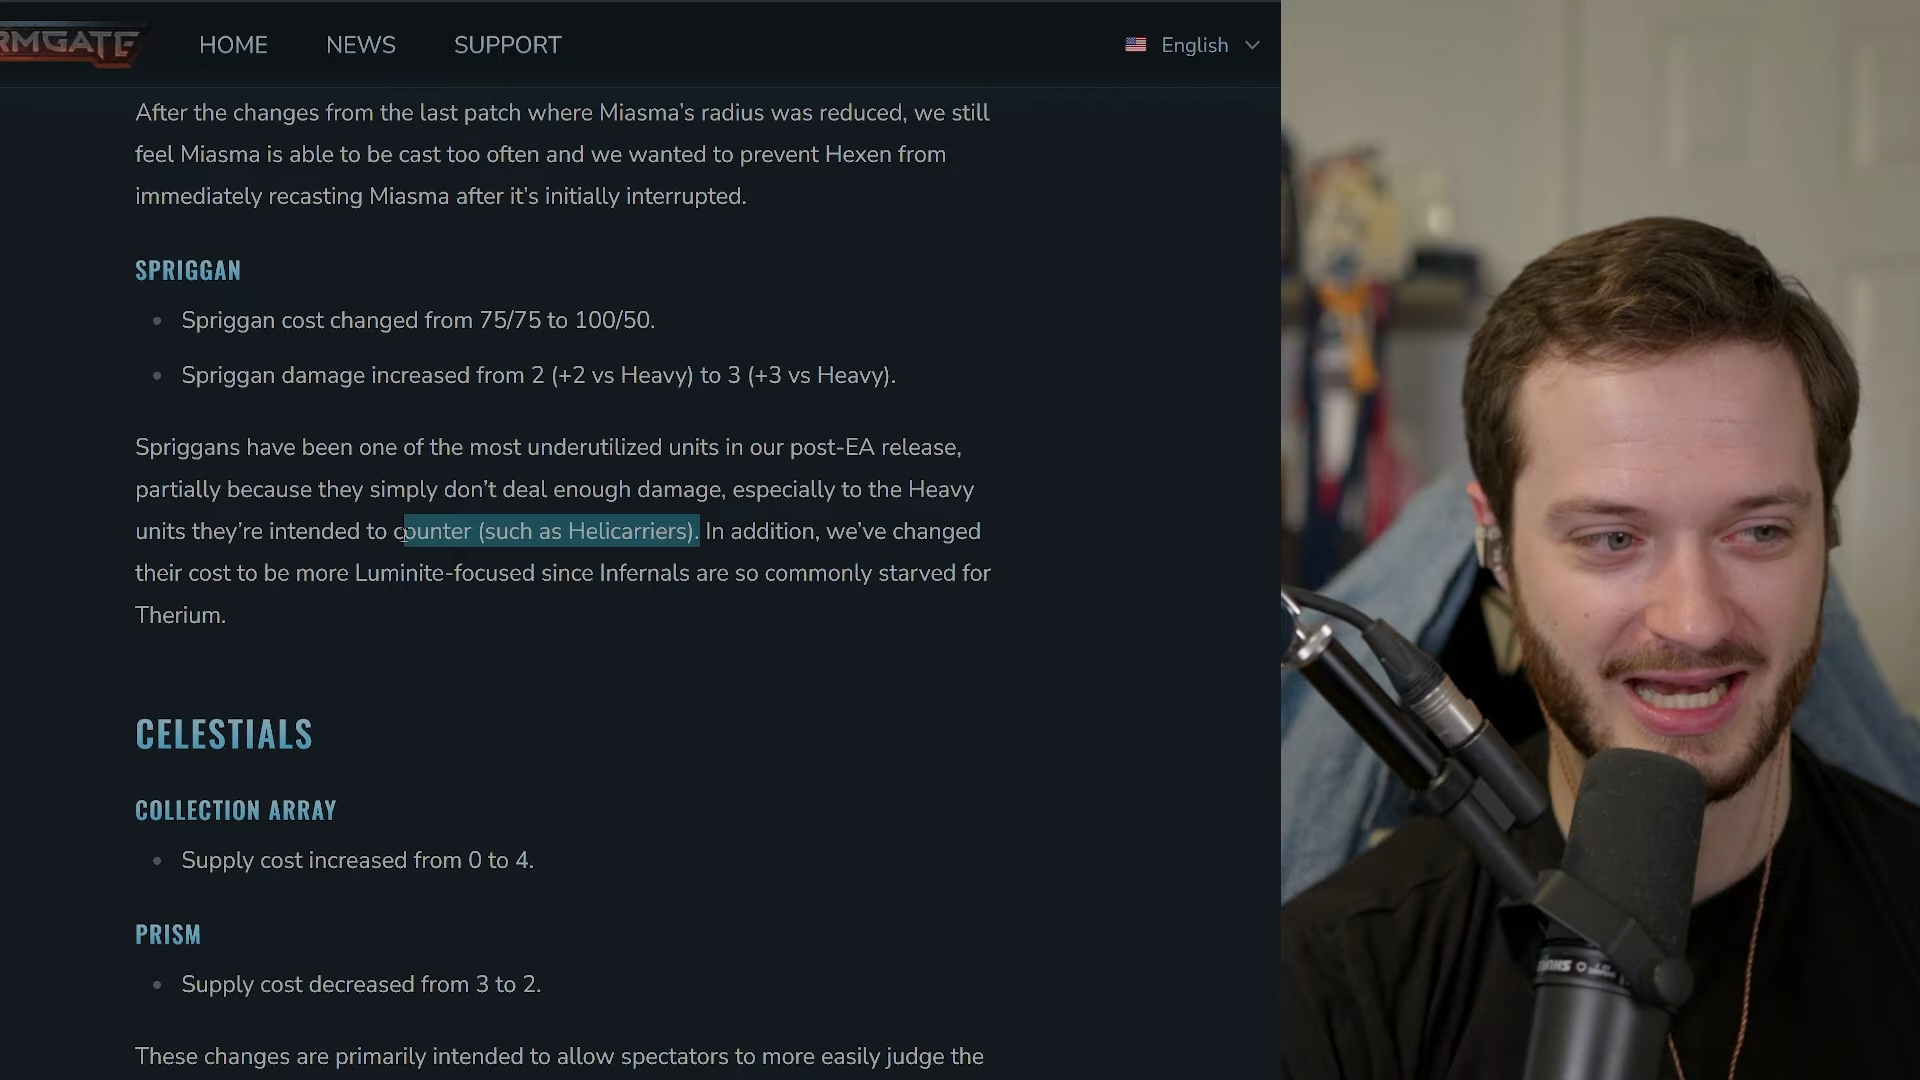 RMGATE
HOME
NEWS
SUPPORT
English
After the changes from the last patch where Miasma’s radius was reduced, we still
feel Miasma is able to be cast too often and we wanted to prevent Hexen from
immediately recasting Miasma after it’s initially interrupted.
SPRIGGAN
• Spriggan cost changed from 75/75 to 100/50.
• Spriggan damage increased from 2 (+2 vs Heavy) to 3 (+3 vs Heavy).
Spriggans have been one of the most underutilized units in our post-EA release,
partially because they simply don’t deal enough damage, especially to the Heavy
units they’re intended to counter (such as Helicarriers). In addition, we’ve changed
their cost to be more Luminite-focused since Infernals are so commonly starved for
Therium.
CELESTIALS
COLLECTION ARRAY
• Supply cost increased from 0 to 4.
PRISM
• Supply cost decreased from 3 to 2.
These changes are primarily intended to allow spectators to more easily judge the